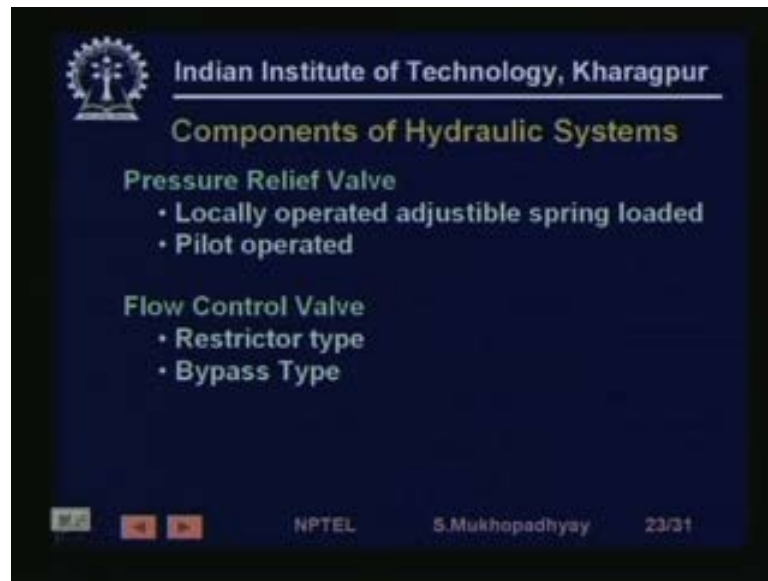 Indian Institute of Technology, Kharagpur
Components of Hydraulic Systems
Pressure Relief Valve
• Locally operated adjustible spring loaded
• Pilot operated
Flow Control Valve
• Restrictor type
• Bypass Type
NPTEL S.Mukhopadhyay 23/31